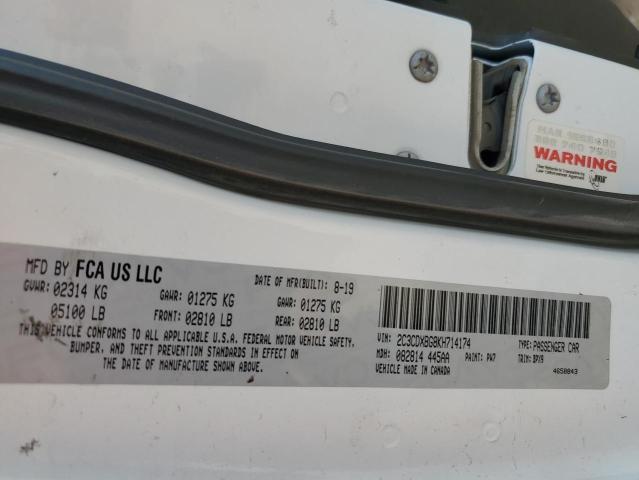 WARNING
MFD BY FCA US LLC
DATE OF MFR(BUILT): 8-19
GVWR: 02314 KG
GAWR: 01275 KG
01275 KG
05100 LB
FRONT: 02810 LB
REAR: 02810 LB
THIS VEHICLE CONFORMS TO ALL APPLICABLE U.S.A. FEDERAL MOTOR VEHICLE SAFETY,
BUMPER, AND THEFT PREVENTION STANDARDS IN EFFECT ON
THE DATE OF MANUFACTURE SHOWN ABOVE.
VIN: 2C3CDXBG8KH714174
TYPE: PASSENGER CAR
MDH: 082814 445AA
PAINT: PW7
TRIM: BPX9
VEHICLE MADE IN CANADA
4658843